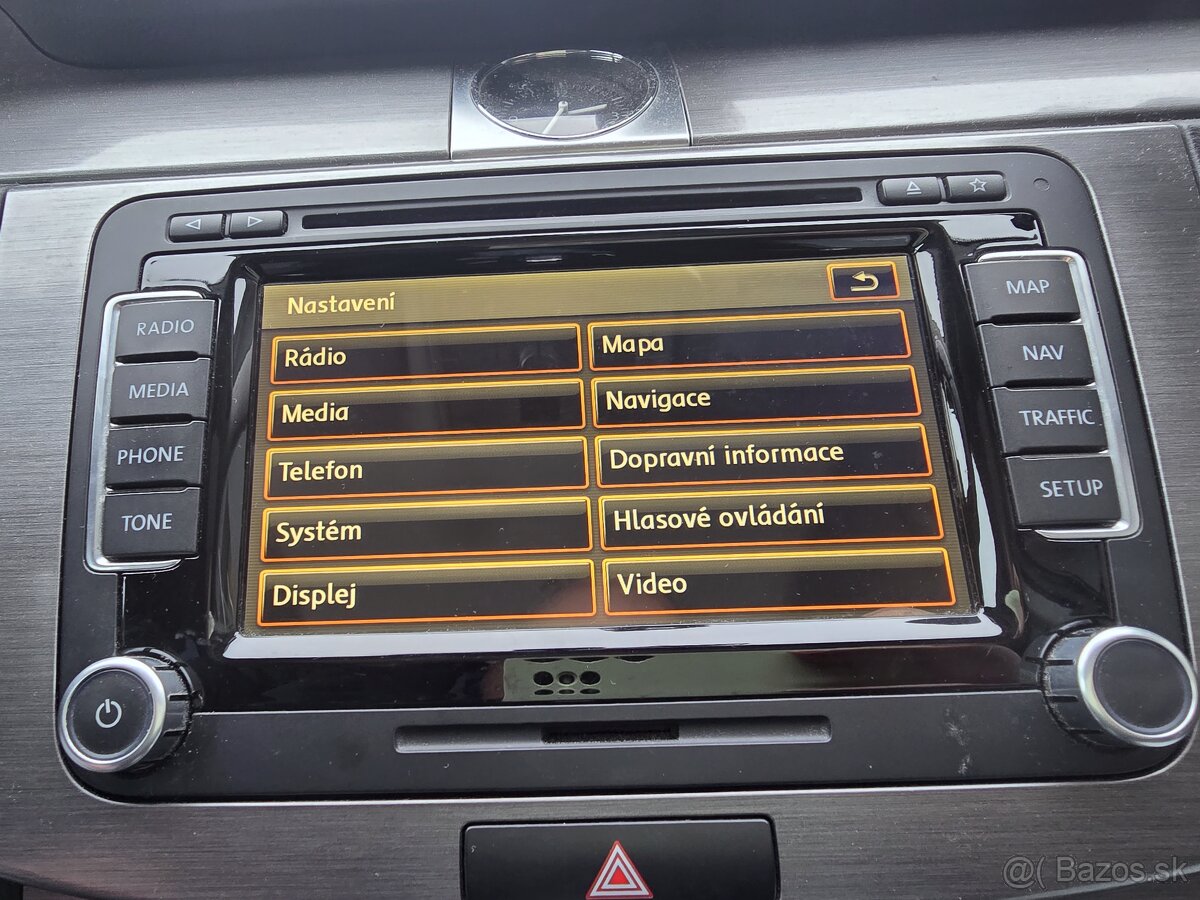 Nastavení
RADIO
MEDIA
PHONE
TONE
Rádio
Media
Telefon
Systém
Displej
Mapa
Navigace
Dopravní informace
Hlasové ovládání
Video
MAP
NAV
TRAFFIC
SETUP
@( Bazos.sk